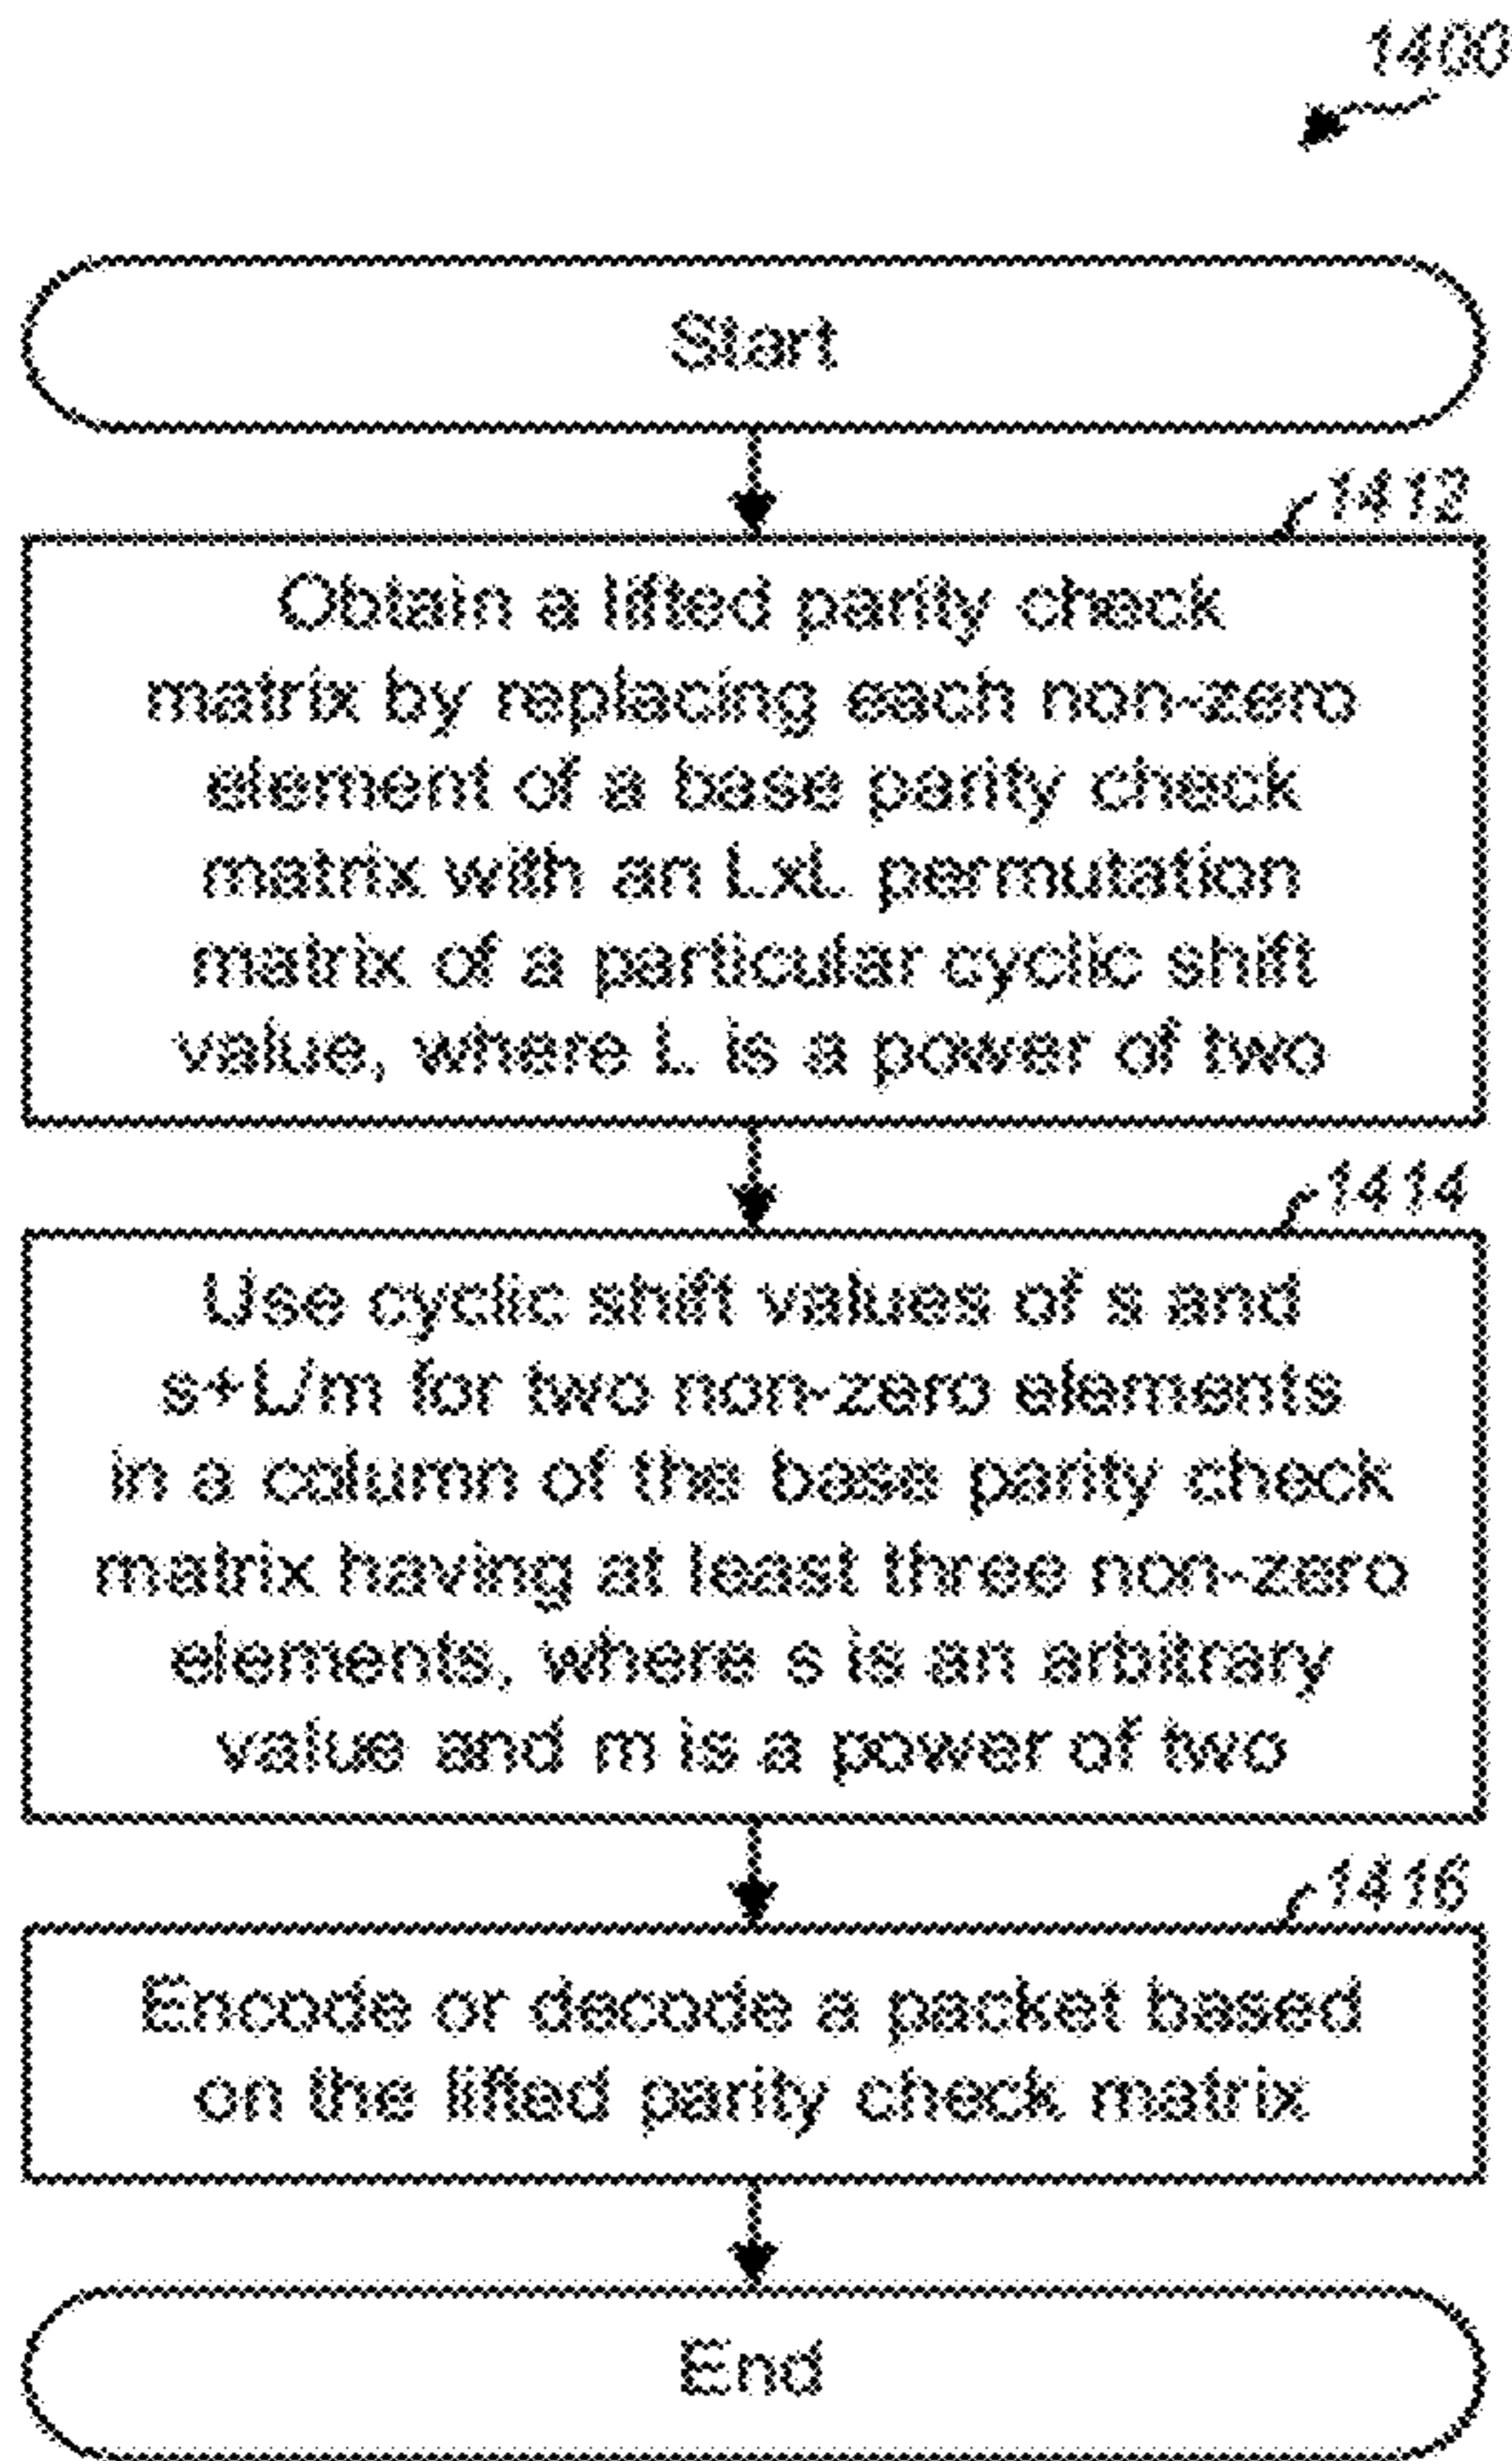 1400
Start
1412
Obtain a lifted parity check
matrix by replacing each non-zero
element of a base parity check
matrix with an LxL permutation
matrix of a particular cyclic shift
value, where L is a power of two
1414
Use cyclic shift values of s and
s+L/m for two non-zero elements
in a column of the base parity check
matrix having at least three non-zero
elements, where s is an arbitrary
value and m is a power of two
1416
Encode or decode a packet based
on the lifted parity check matrix
End